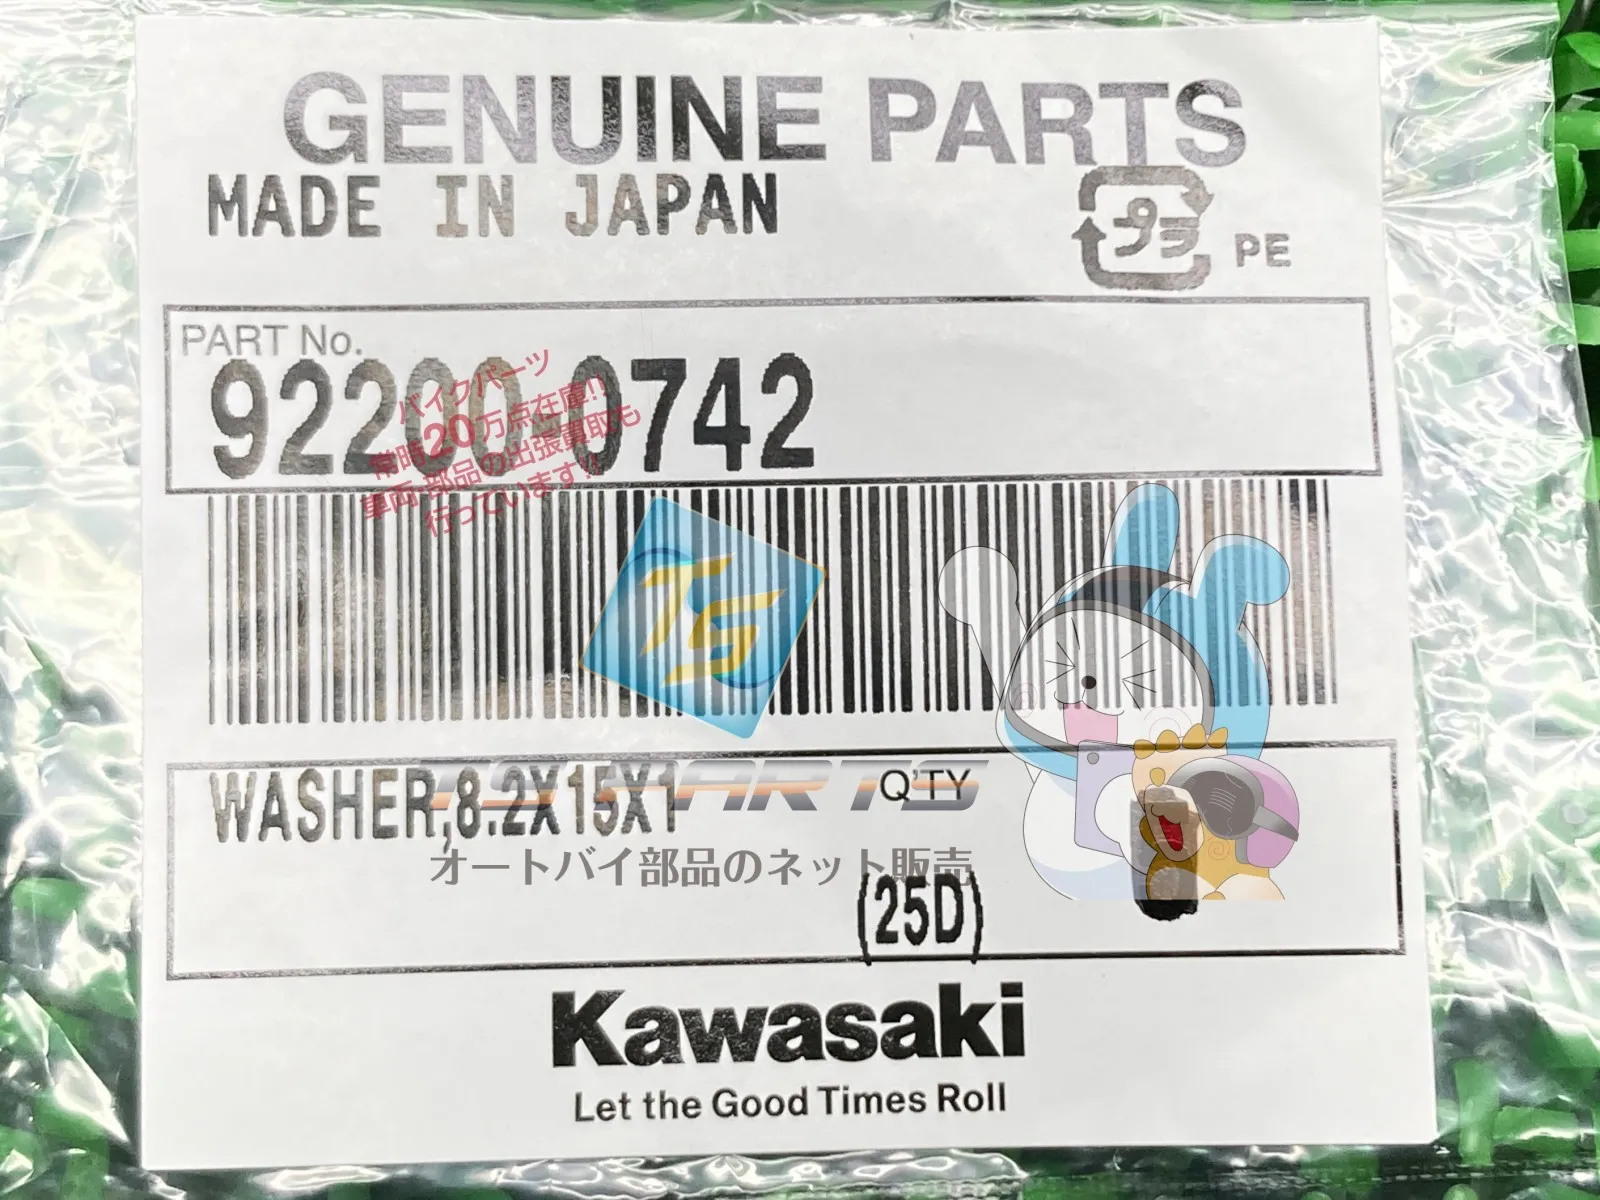 GENUINE PARTS
MADE IN JAPAN
プラ PE
PART No.
92200-0742
バイクパーツ
常時20万点在庫!!
車両・部品の出張買取も
行っています!!
TS
WASHER,8.2X15X1
Q'TY
TS PARTS
オートバイ部品のネット販売
(25D)
Kawasaki
Let the Good Times Roll